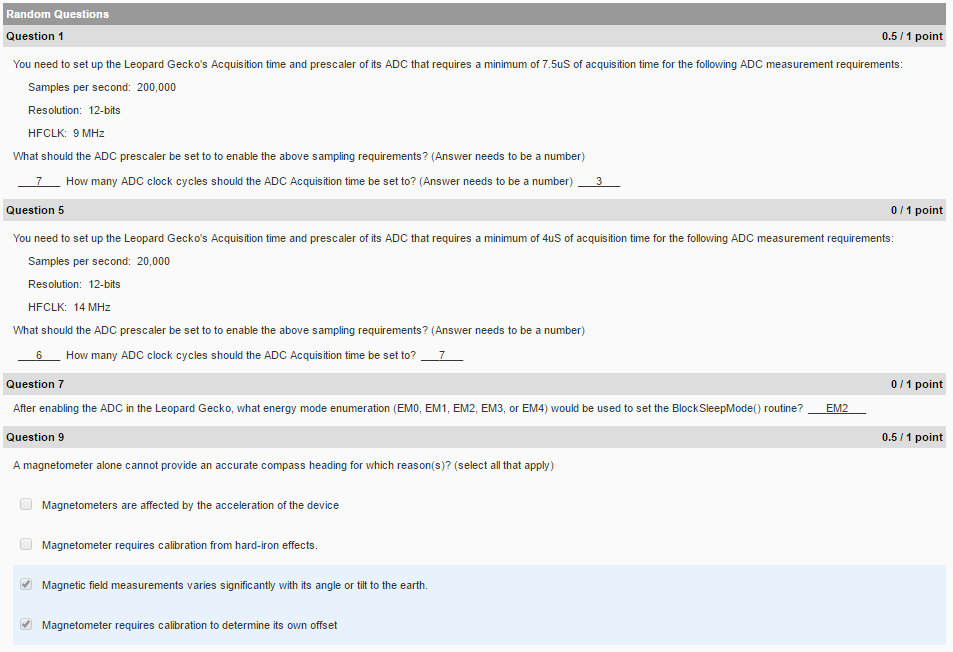 Random Questions
Question 1 0.5 / 1 point
You need to set up the Leopard Gecko's Acquisition time and prescaler of its ADC that requires a minimum of 7.5uS of acquisition time for the following ADC measurement requirements:
Samples per second: 200,000
Resolution: 12-bits
HFCLK: 9 MHz
What should the ADC prescaler be set to to enable the above sampling requirements? (Answer needs to be a number)
___7___ How many ADC clock cycles should the ADC Acquisition time be set to? (Answer needs to be a number) ___3___
Question 5 0 / 1 point
You need to set up the Leopard Gecko's Acquisition time and prescaler of its ADC that requires a minimum of 4uS of acquisition time for the following ADC measurement requirements:
Samples per second: 20,000
Resolution: 12-bits
HFCLK: 14 MHz
What should the ADC prescaler be set to to enable the above sampling requirements? (Answer needs to be a number)
___6___ How many ADC clock cycles should the ADC Acquisition time be set to? ___7___
Question 7 0 / 1 point
After enabling the ADC in the Leopard Gecko, what energy mode enumeration (EM0, EM1, EM2, EM3, or EM4) would be used to set the BlockSleepMode() routine? ___EM2___
Question 9 0.5 / 1 point
A magnetometer alone cannot provide an accurate compass heading for which reason(s)? (select all that apply)
Magnetometers are affected by the acceleration of the device
Magnetometer requires calibration from hard-iron effects.
Magnetic field measurements varies significantly with its angle or tilt to the earth.
Magnetometer requires calibration to determine its own offset